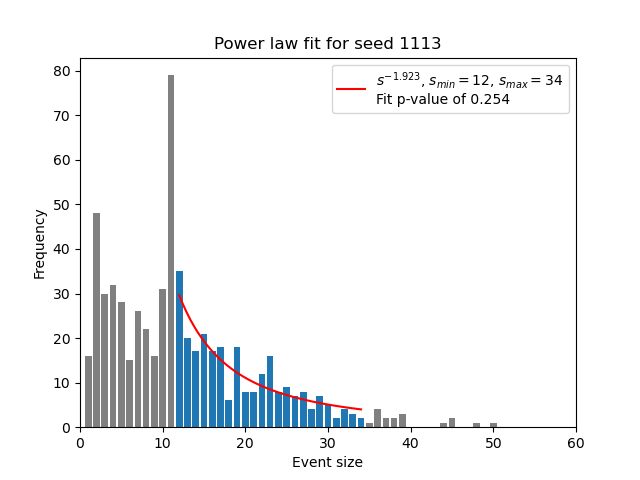 Power law fit for seed 1113
s^{-1.923}, s_{min} = 12, s_{max} = 34
Fit p-value of 0.254
80
70
60
50
40
30
20
10
0
Frequency
0 10 20 30 40 50 60
Event size